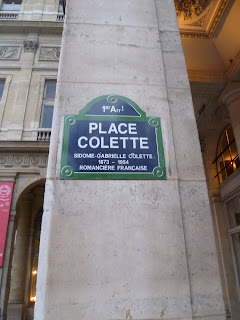 1er Arrt
PLACE
COLETTE
SIDONIE-GABRIELLE COLETTE
1873 - 1954
ROMANCIÈRE FRANÇAISE